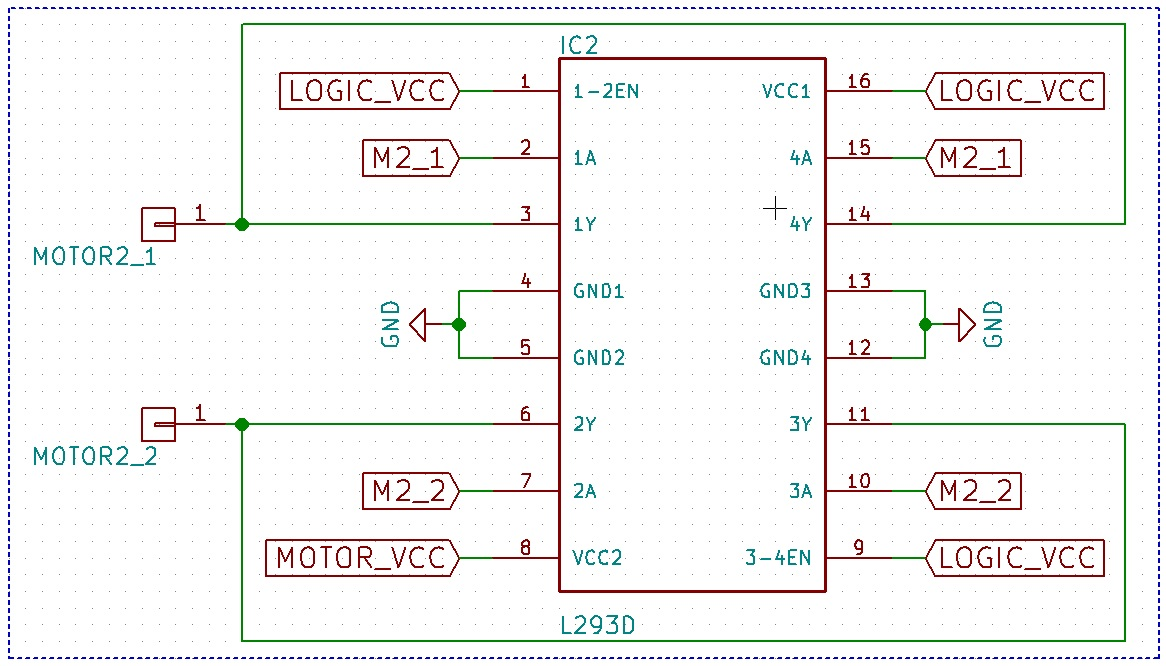 IC2
LOGIC_VCC 1 1-2EN VCC1 16 LOGIC_VCC
M2_1 2 1A 4A 15 M2_1
1 3 1Y 4Y 14
MOTOR2_1
4 GND1 GND3 13
GND GND
5 GND2 GND4 12
1 6 2Y 3Y 11
MOTOR2_2
M2_2 7 2A 3A 10 M2_2
MOTOR_VCC 8 VCC2 3-4EN 9 LOGIC_VCC
L293D